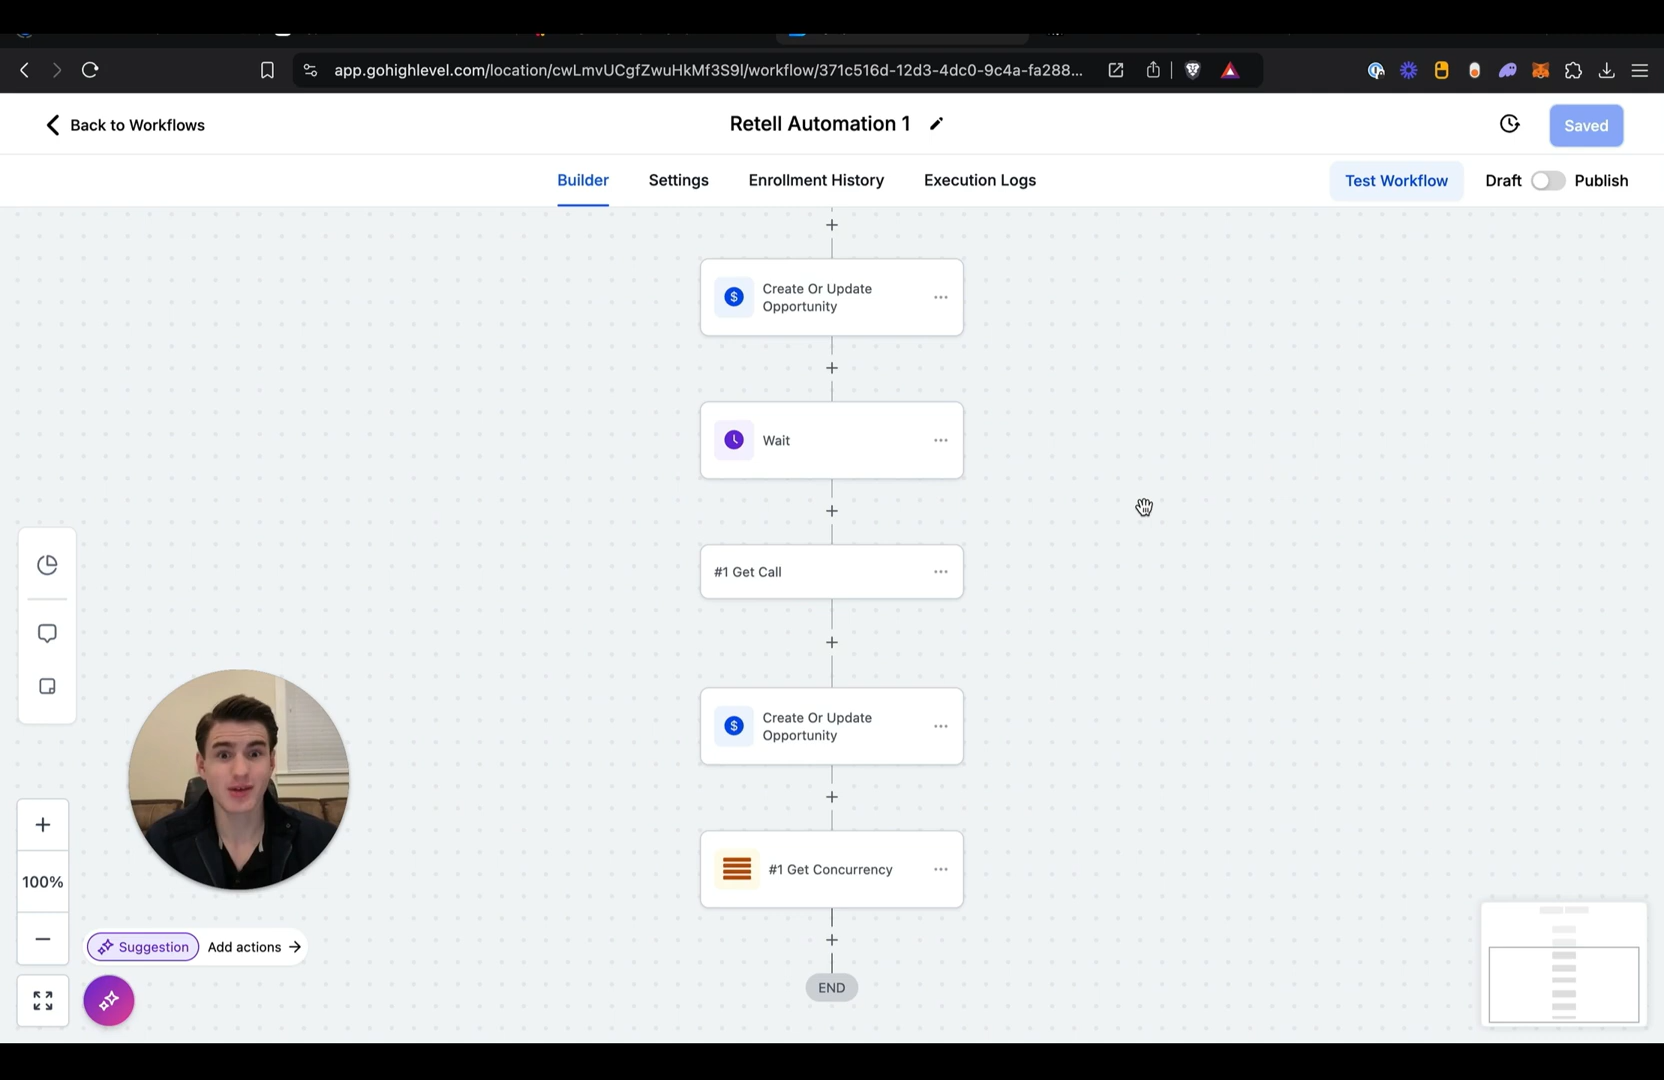 app.gohighlevel.com/location/cwLmvUCgfZwuHkMf3S9I/workflow/371c516d-12d3-4dc0-9c4a-fa288...
Back to Workflows
Retell Automation 1
Saved
Builder
Settings
Enrollment History
Execution Logs
Test Workflow
Draft
Publish
Create Or Update
Opportunity
Wait
#1 Get Call
Create Or Update
Opportunity
#1 Get Concurrency
END
100%
Suggestion
Add actions →